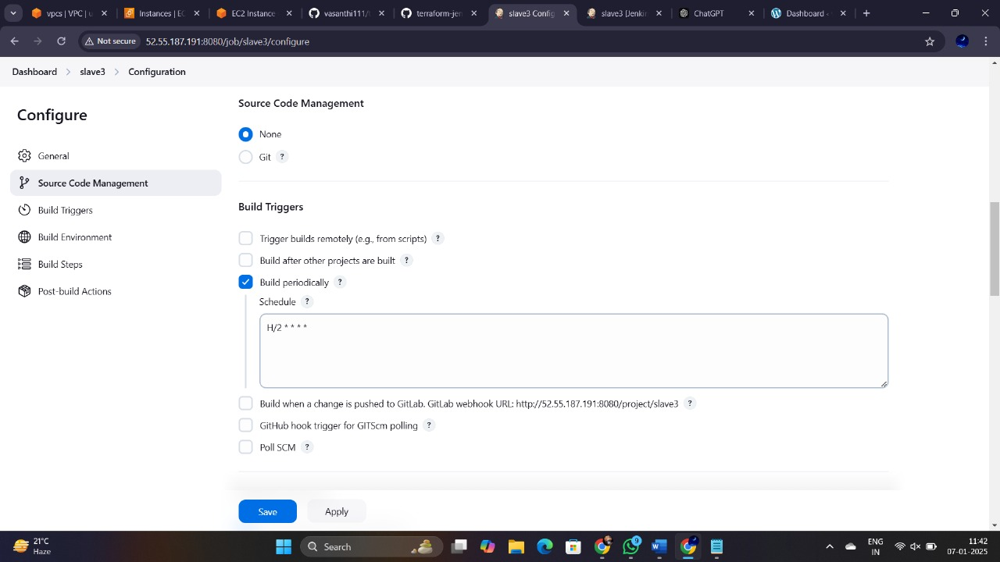 vpcs | VPC | C
Instances | EC
EC2 Instance
vasanthi111/t
terraform-jen
slave3 Config
slave3 [Jenkin
ChatGPT
Dashboard
Not secure
52.55.187.191:8080/job/slave3/configure
Dashboard > slave3 > Configuration
Configure
General
Source Code Management
Build Triggers
Build Environment
Build Steps
Post-build Actions
Source Code Management
None
Git ?
Build Triggers
Trigger builds remotely (e.g., from scripts) ?
Build after other projects are built ?
Build periodically ?
Schedule ?
H/2 * * * *
Build when a change is pushed to GitLab. GitLab webhook URL: http://52.55.187.191:8080/project/slave3 ?
GitHub hook trigger for GITScm polling ?
Poll SCM ?
Save
Apply
21°C
Haze
Search
9
ENG
IN
11:42
07-01-2025